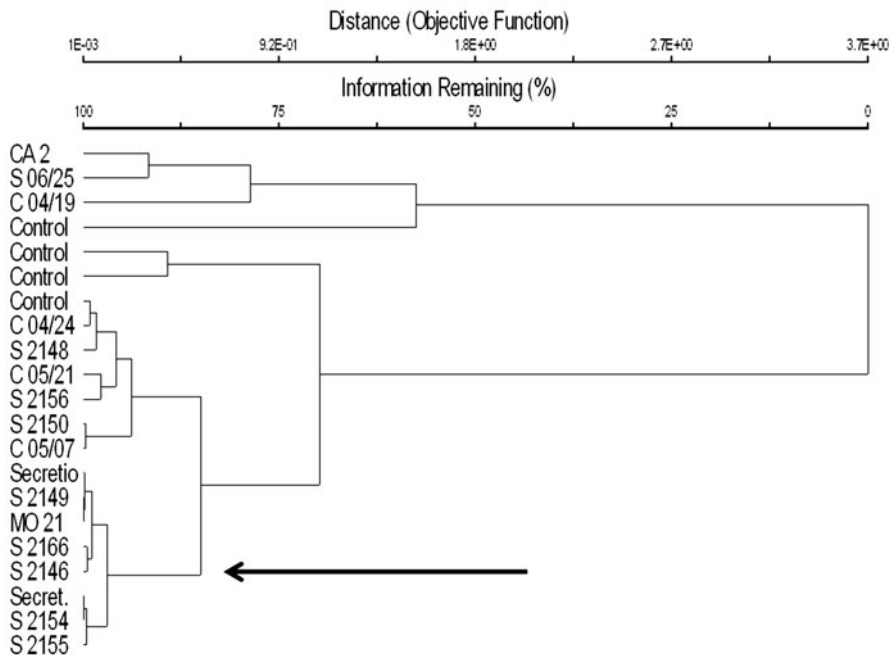 Distance (Objective Function)
1E-03 9.2E-01 1.8E+00 2.7E+00 3.7E+00
Information Remaining (%)
100 75 50 25 0
CA 2
S 06/25
C 04/19
Control
Control
Control
Control
C 04/24
S 2148
C 05/21
S 2156
S 2150
C 05/07
Secretio
S 2149
MO 21
S 2166
S 2146
Secret.
S 2154
S 2155